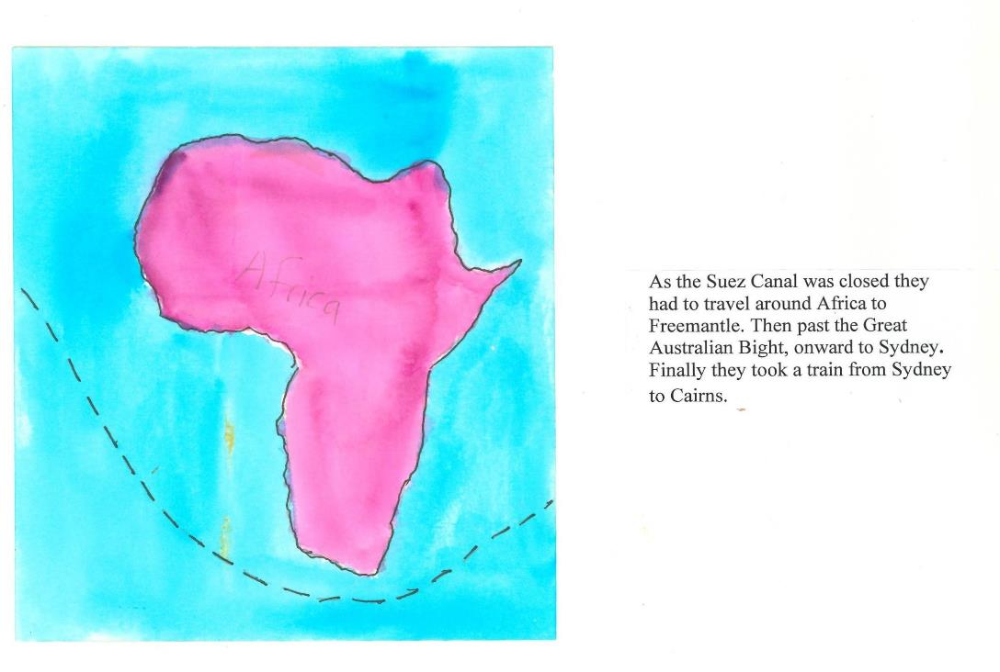 Africa
As the Suez Canal was closed they
had to travel around Africa to
Freemantle. Then past the Great
Australian Bight, onward to Sydney.
Finally they took a train from Sydney
to Cairns.